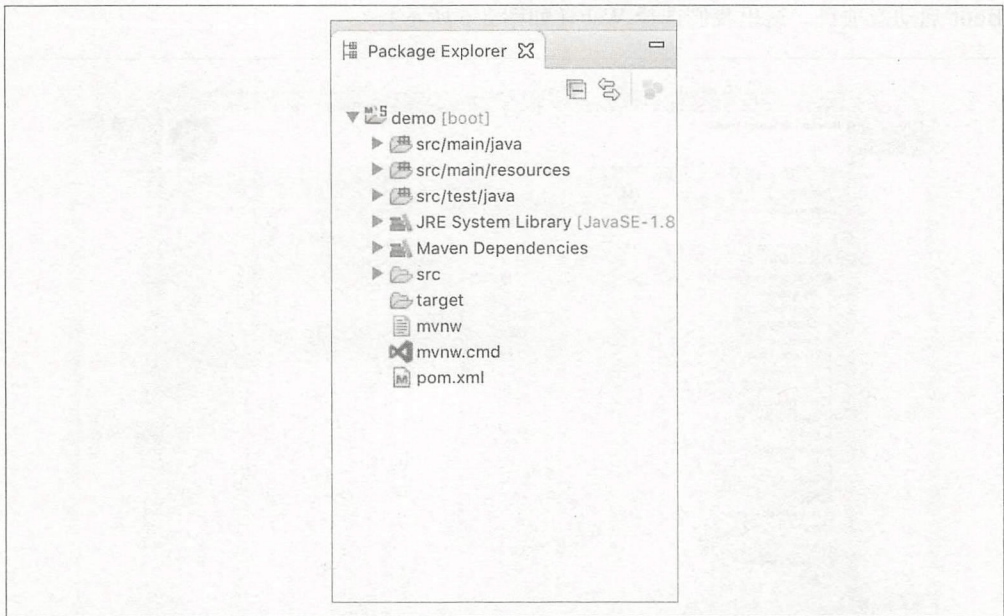 Package Explorer
demo [boot]
src/main/java
src/main/resources
src/test/java
JRE System Library [JavaSE-1.8
Maven Dependencies
src
target
mvnw
mvnw.cmd
pom.xml